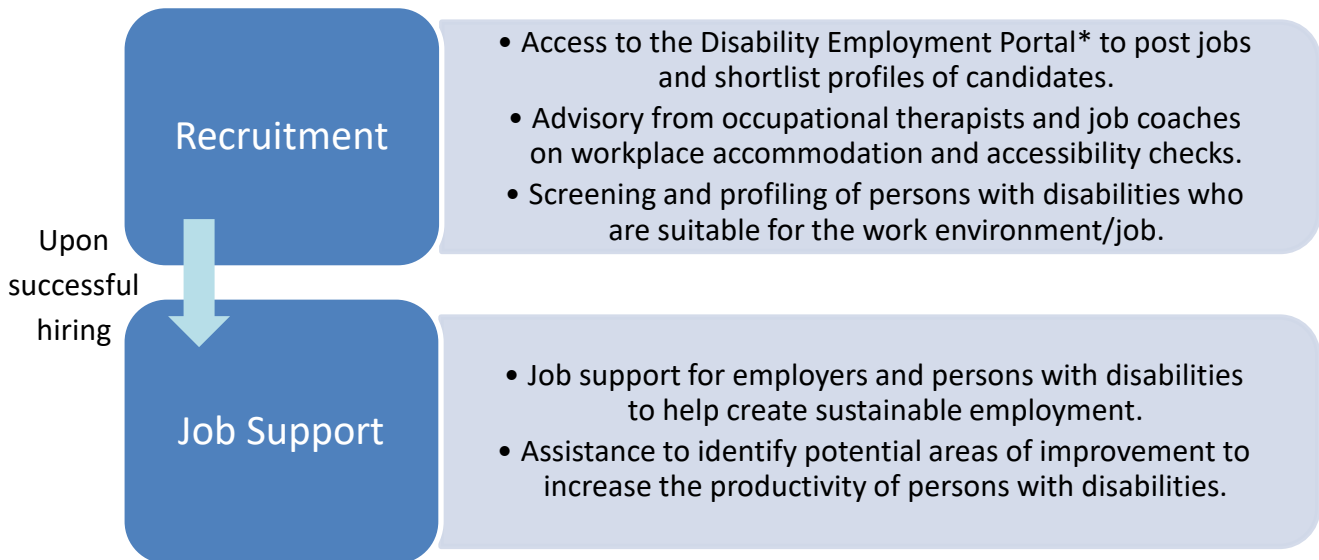 Recruitment
• Access to the Disability Employment Portal* to post jobs
and shortlist profiles of candidates.
• Advisory from occupational therapists and job coaches
on workplace accommodation and accessibility checks.
• Screening and profiling of persons with disabilities who
are suitable for the work environment/job.
Upon
successful
hiring
Job Support
• Job support for employers and persons with disabilities
to help create sustainable employment.
• Assistance to identify potential areas of improvement to
increase the productivity of persons with disabilities.